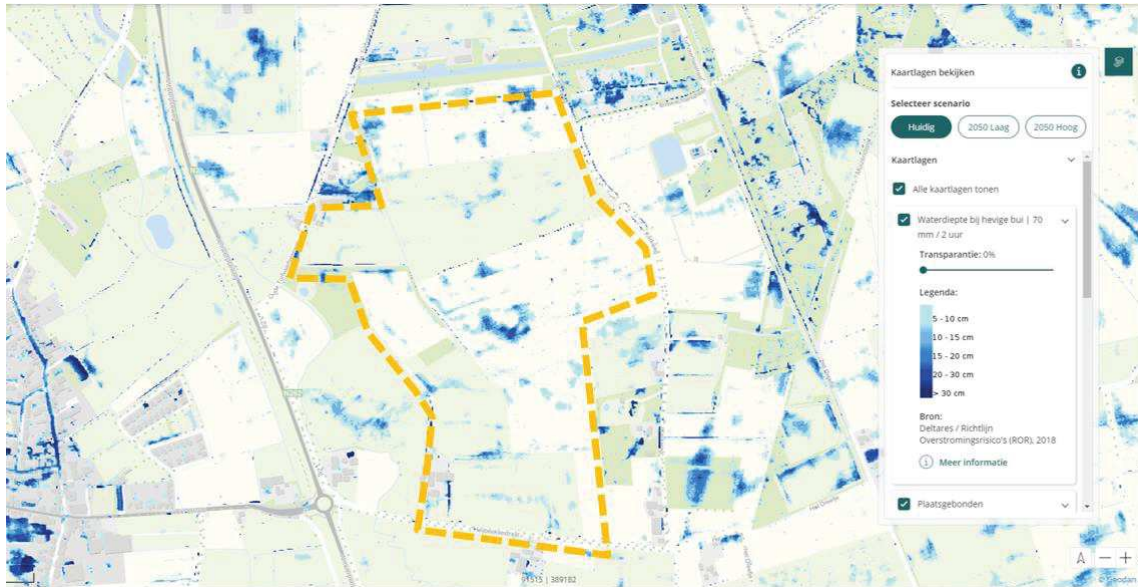 Kaartlagen bekijken
Selecteer scenario
Huidig
2050 Laag
2050 Hoog
Kaartlagen
Alle kaartlagen tonen
Waterdiepte bij hevige bui | 70
mm / 2 uur
Transparantie: 0%
Legenda:
5 - 10 cm
10 - 15 cm
15 - 20 cm
20 - 30 cm
> 30 cm
Bron:
Deltares / Richtlijn
Overstromingsrisico's (ROR), 2018
Meer informatie
Plaatsgebonden
91515 | 389182